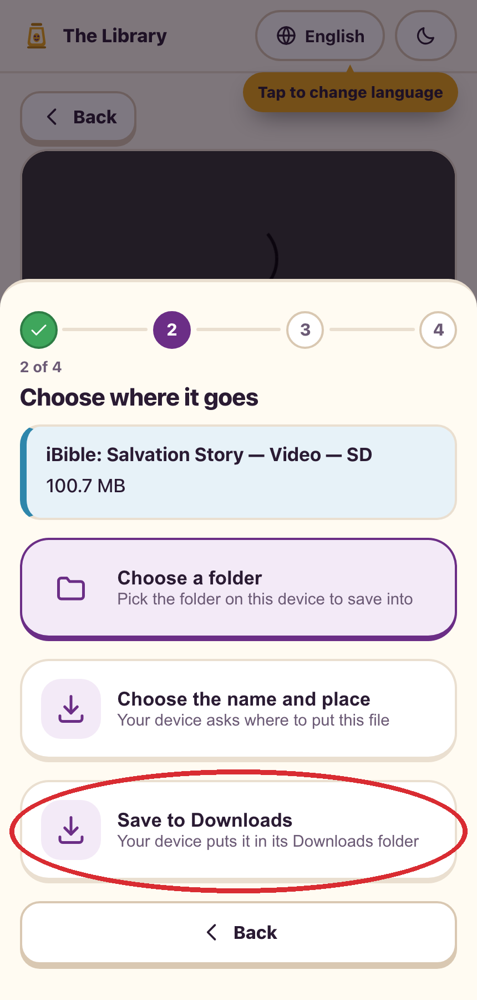 The Library
English
Tap to change language
Back
2
3
4
2 of 4
Choose where it goes
iBible: Salvation Story — Video — SD
100.7 MB
Choose a folder
Pick the folder on this device to save into
Choose the name and place
Your device asks where to put this file
Save to Downloads
Your device puts it in its Downloads folder
Back